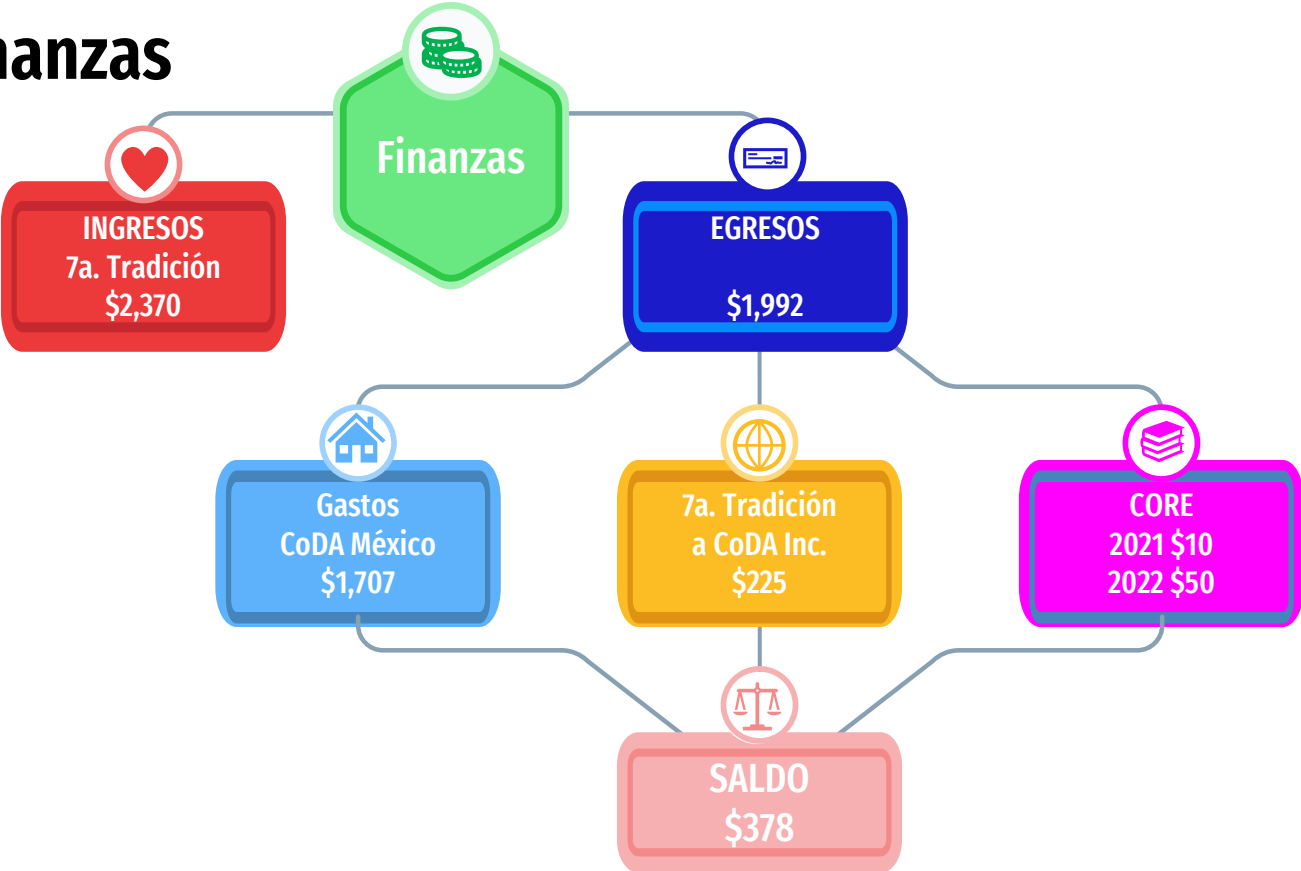 nanzas
Finanzas
INGRESOS
7a. Tradición
$2,370
EGRESOS
$1,992
Gastos
CoDA México
$1,707
7a. Tradición
a CoDA Inc.
$225
CORE
2021 $10
2022 $50
SALDO
$378